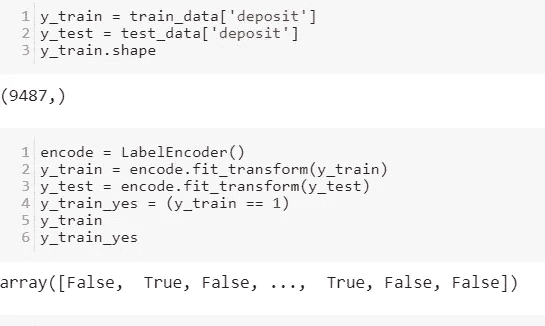 1 y_train = train_data['deposit']
2 y_test = test_data['deposit']
3 y_train.shape
(9487,)
1 encode = LabelEncoder()
2 y_train = encode.fit_transform(y_train)
3 y_test = encode.fit_transform(y_test)
4 y_train_yes = (y_train == 1)
5 y_train
6 y_train_yes
array([False,  True, False, ...,  True, False, False])